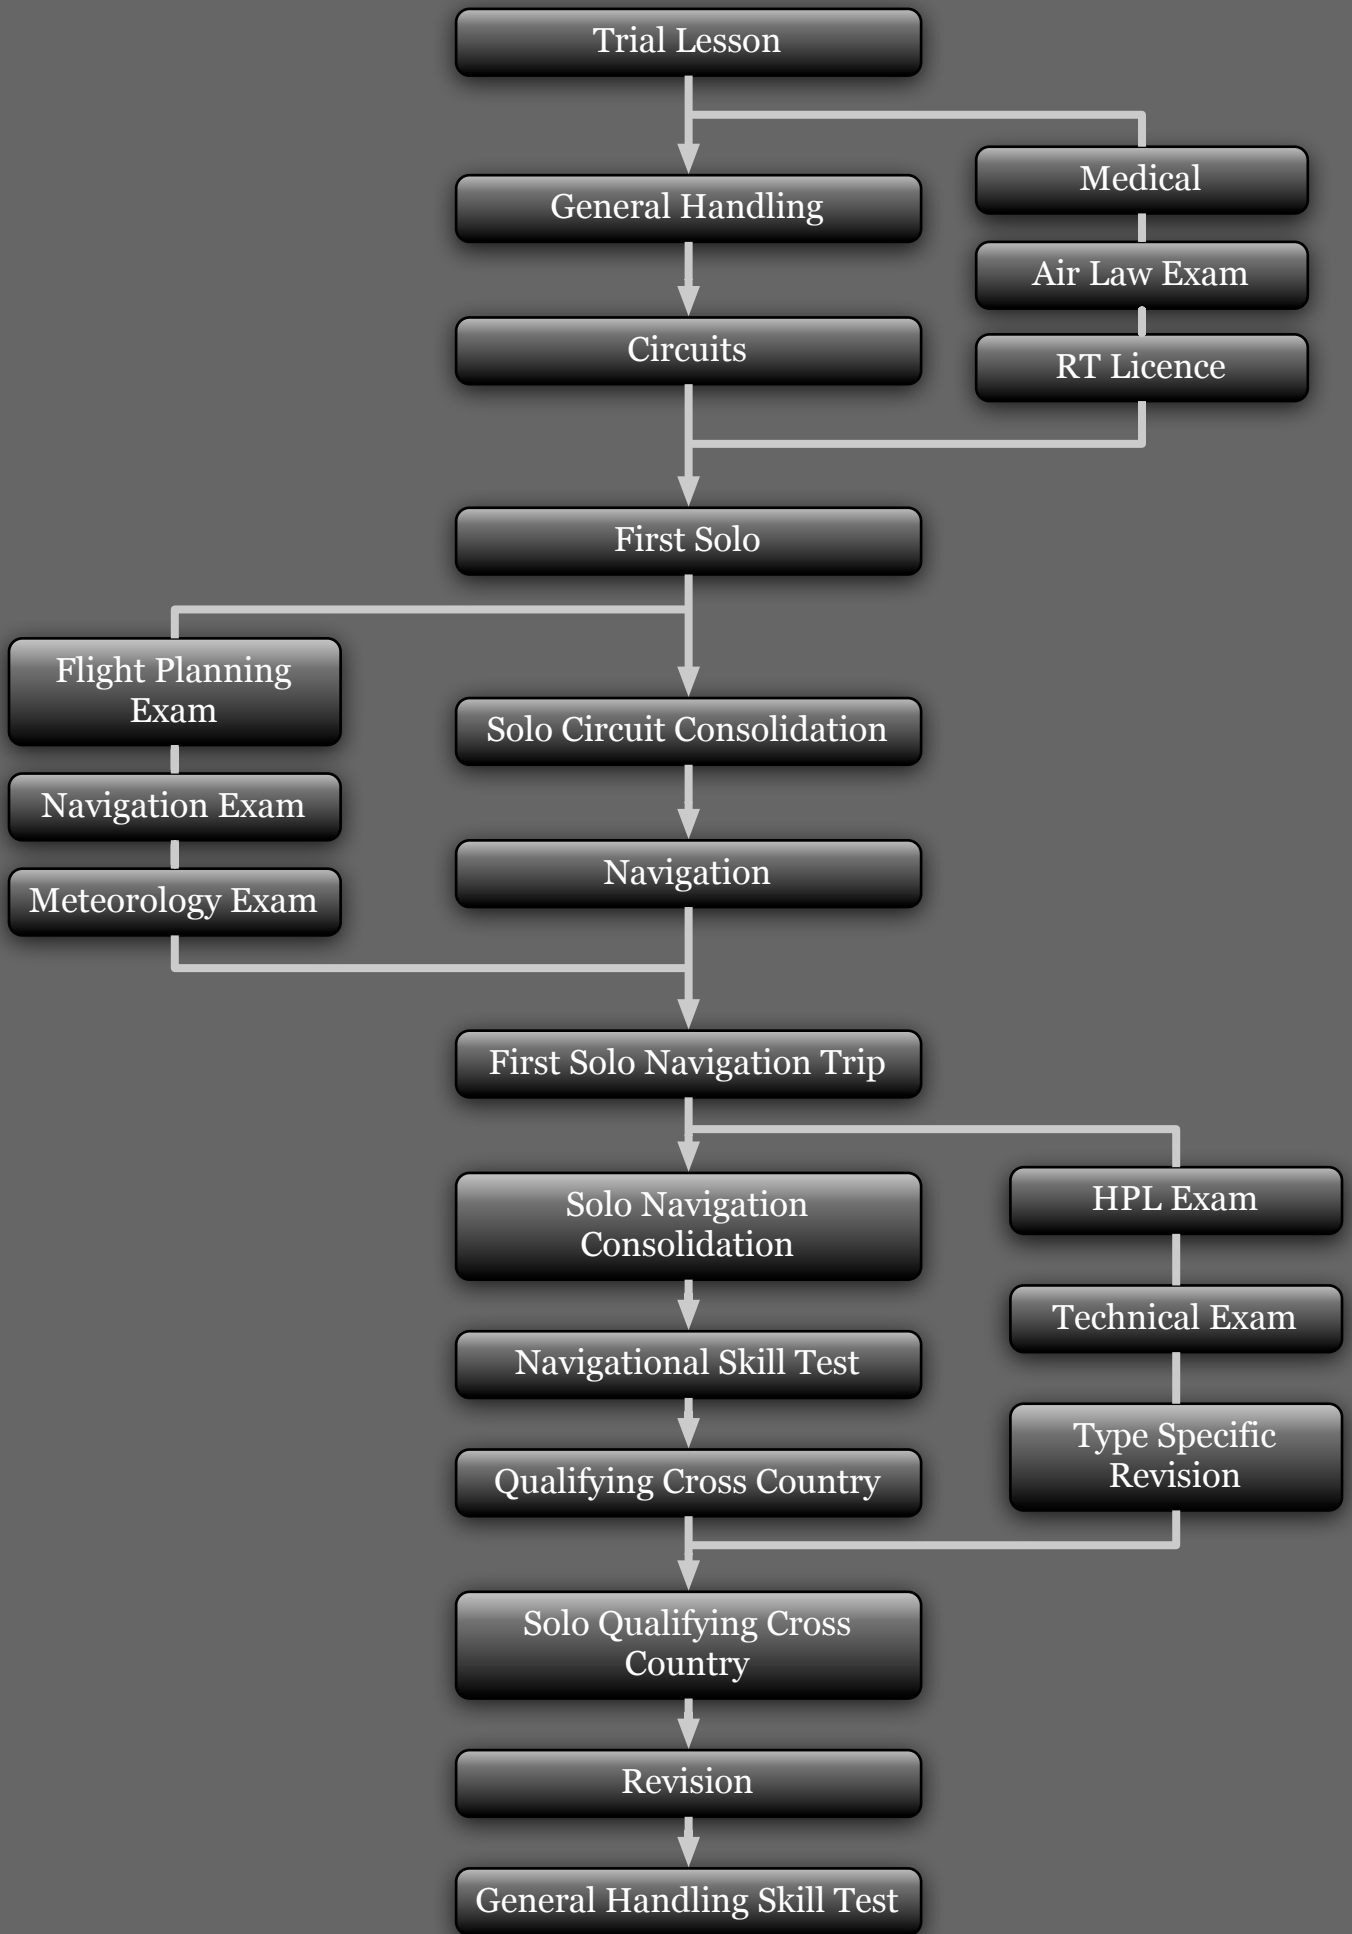 Trial Lesson
Medical
General Handling
Air Law Exam
Circuits
RT Licence
First Solo
Flight Planning
Exam
Solo Circuit Consolidation
Navigation Exam
Navigation
Meteorology Exam
First Solo Navigation Trip
Solo Navigation
Consolidation
HPL Exam
Technical Exam
Navigational Skill Test
Type Specific
Revision
Qualifying Cross Country
Solo Qualifying Cross
Country
Revision
General Handling Skill Test